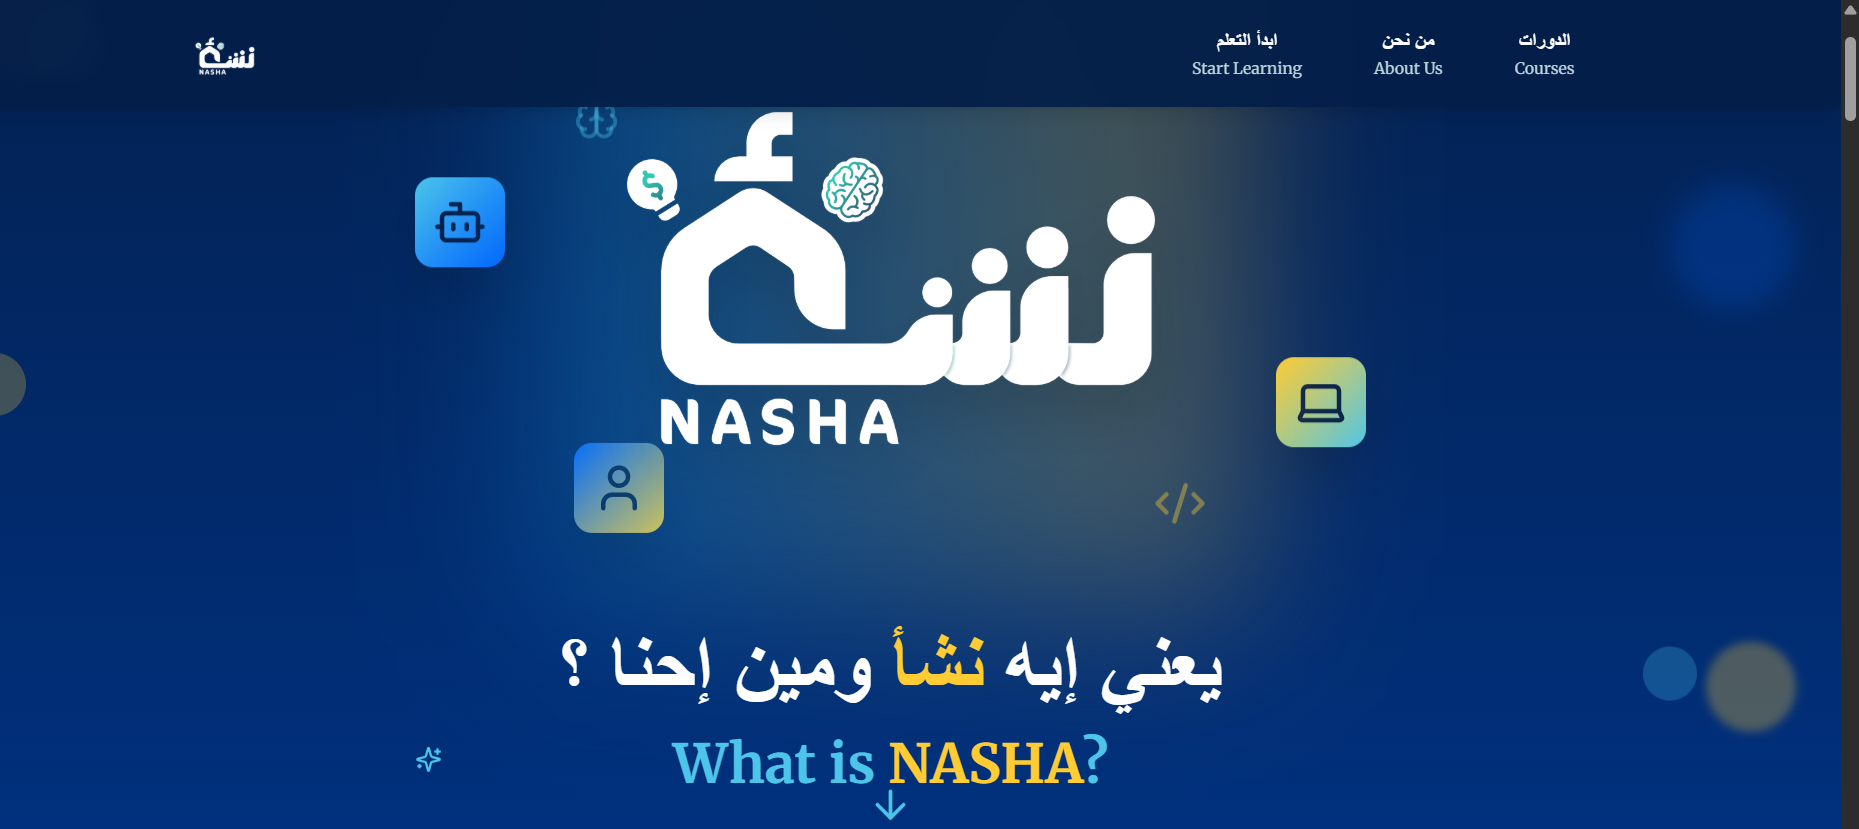 نشأ
NASHA
ابدأ التعلم
Start Learning
من نحن
About Us
الدورات
Courses
نشأ
NASHA
يعني إيه نشأ ومين إحنا ؟
What is NASHA?